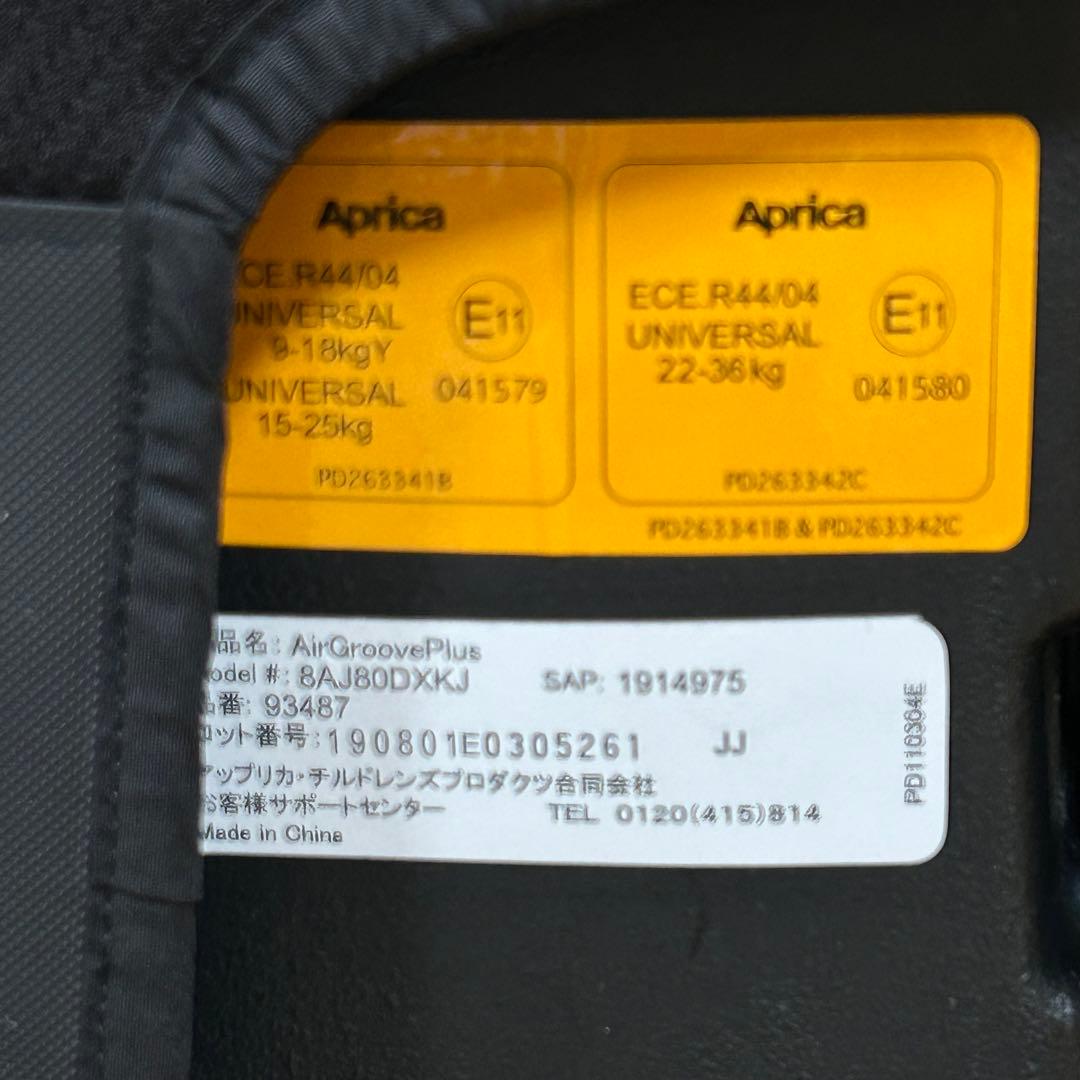 Aprica
ECE.R44/04
UNIVERSAL
9-18kgY
UNIVERSAL
15-25kg
E11
041579
PD263341B
Aprica
ECE.R44/04
UNIVERSAL
22-36kg
E11
041580
PD263342C
PD263341B & PD263342C
品名: AirGroovePlus
odel #: 8AJ80DXKJ SAP: 1914975
品番: 93487
ロット番号:190801E0305261 JJ
アップリカ・チルドレンズプロダクツ合同会社
お客様サポートセンター TEL 0120(415)814
Made in China
PD110364E